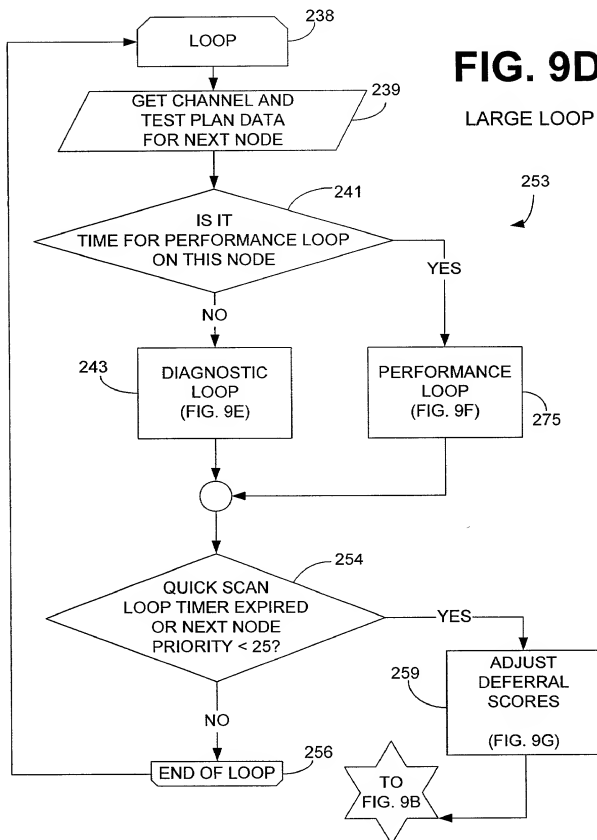 238
LOOP
FIG. 9D
LARGE LOOP
GET CHANNEL AND
TEST PLAN DATA
FOR NEXT NODE
239
253
241
IS IT
TIME FOR PERFORMANCE LOOP
ON THIS NODE
YES
NO
243
DIAGNOSTIC
LOOP
(FIG. 9E)
PERFORMANCE
LOOP
(FIG. 9F)
275
254
QUICK SCAN
LOOP TIMER EXPIRED
OR NEXT NODE
PRIORITY < 25?
YES
NO
259
ADJUST
DEFERRAL
SCORES
(FIG. 9G)
256
END OF LOOP
TO
FIG. 9B